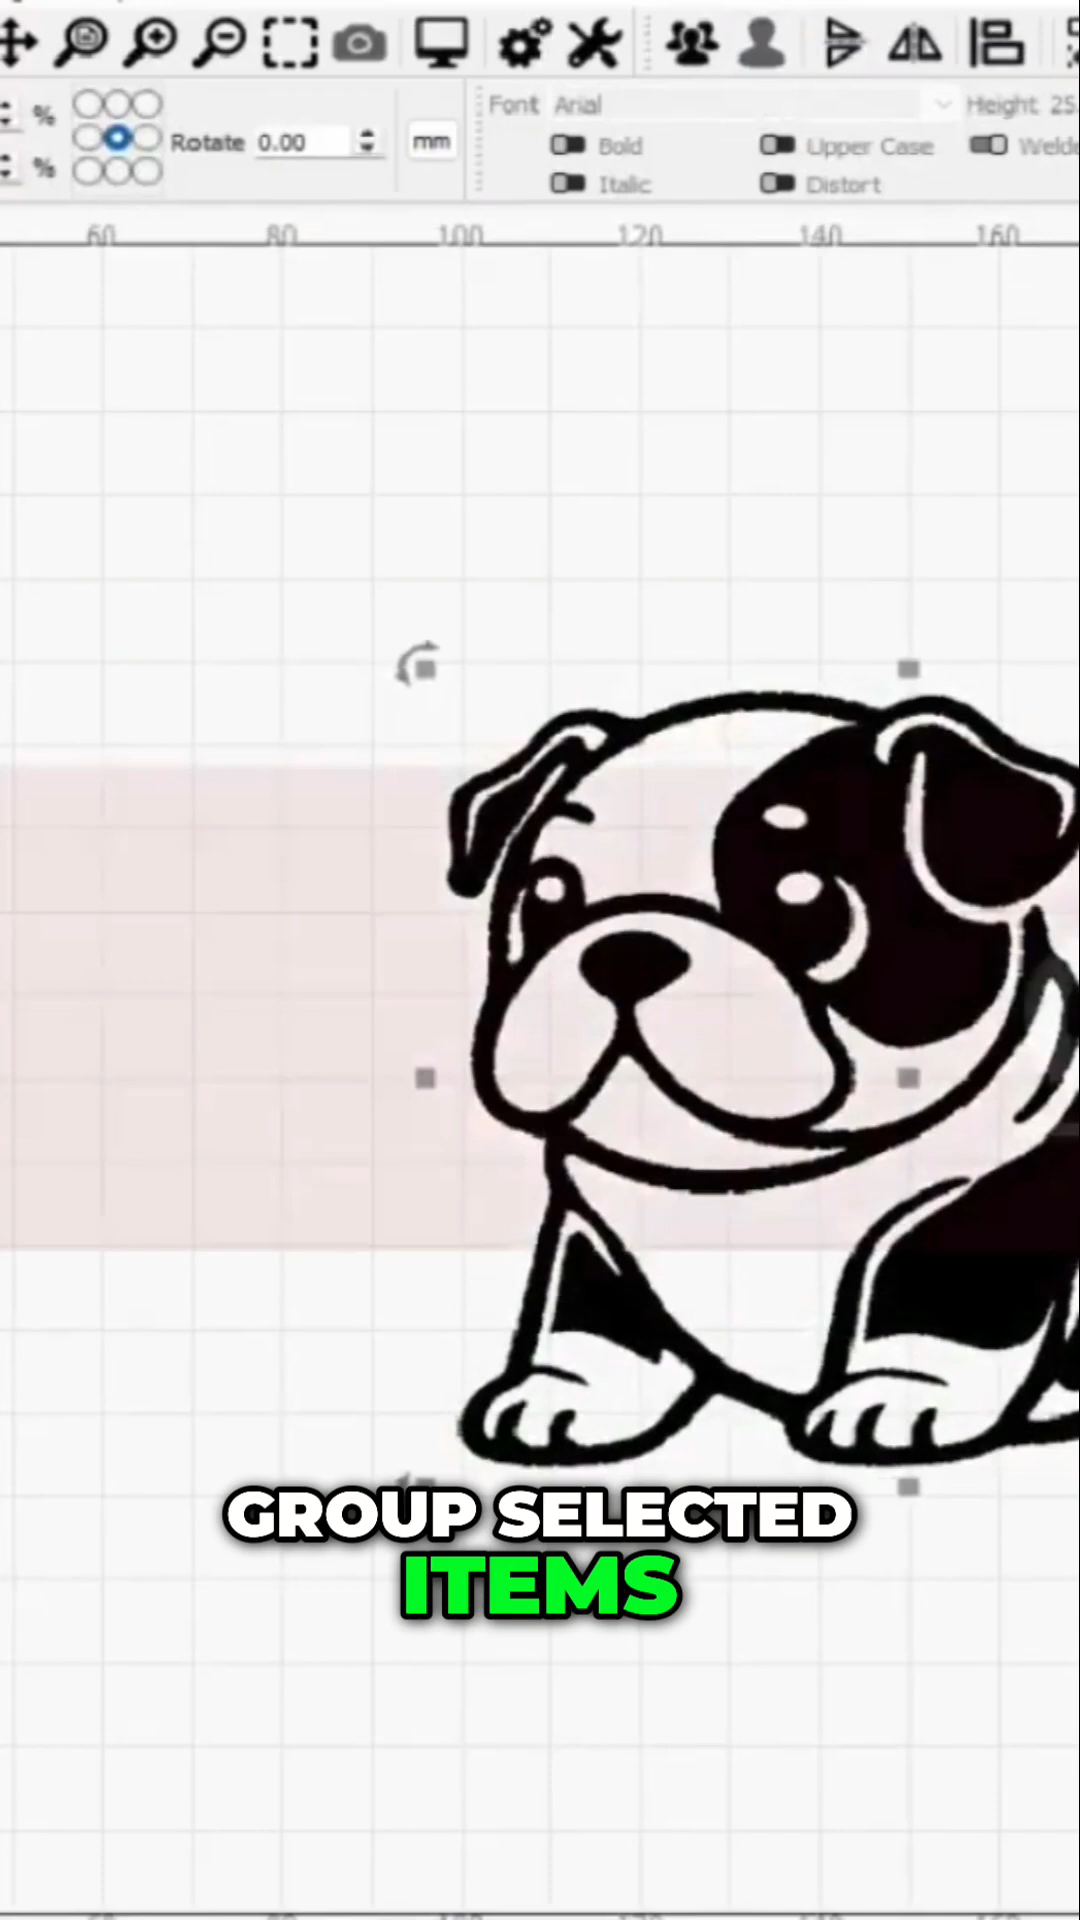 %
Rotate 0.00
mm
Font Arial
Height 25.
Bold
Upper Case
Welde
%
Italic
Distort
60 80 100 120 140 160
GROUP SELECTED
ITEMS